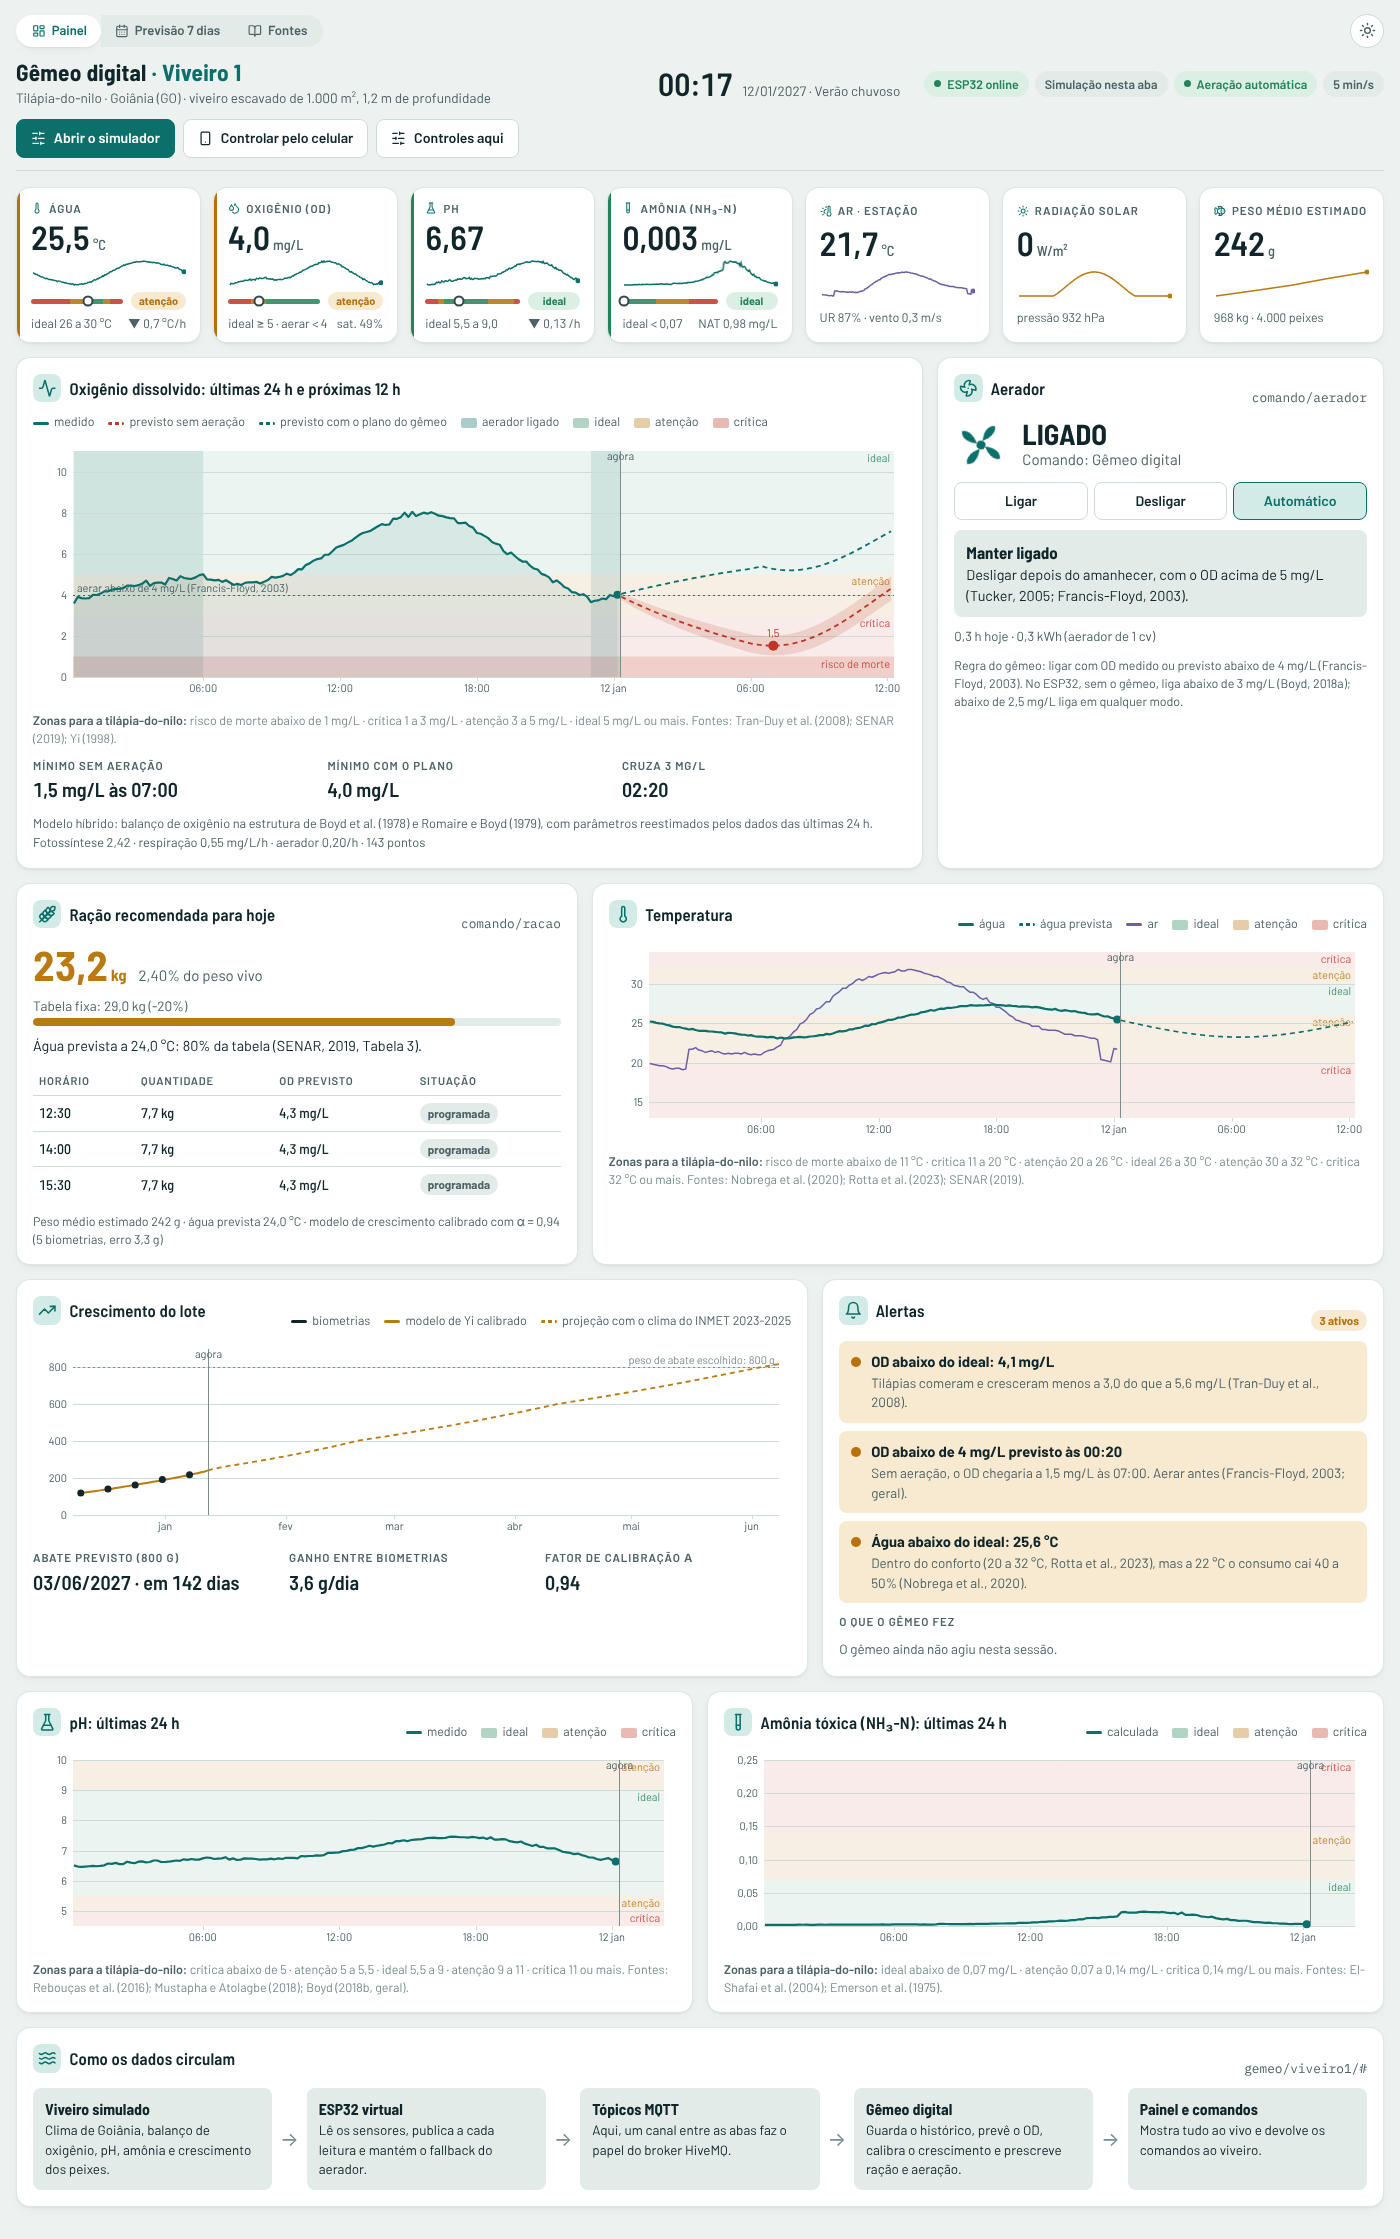 Painel
Previsão 7 dias
Fontes
Gêmeo digital · Viveiro 1
Tilápia-do-nilo · Goiânia (GO) · viveiro escavado de 1.000 m², 1,2 m de profundidade
00:17 12/01/2027 · Verão chuvoso
ESP32 online
Simulação nesta aba
Aeração automática
5 min/s
Abrir o simulador
Controlar pelo celular
Controles aqui
ÁGUA
25,5 °C
atenção
ideal 26 a 30 °C ▼ 0,7 °C/h
OXIGÊNIO (OD)
4,0 mg/L
atenção
ideal ≥ 5 · aerar < 4 sat. 49%
PH
6,67
ideal
ideal 5,5 a 9,0 ▼ 0,13 /h
AMÔNIA (NH₃-N)
0,003 mg/L
ideal
ideal < 0,07 NAT 0,98 mg/L
AR · ESTAÇÃO
21,7 °C
UR 87% · vento 0,3 m/s
RADIAÇÃO SOLAR
0 W/m²
pressão 932 hPa
PESO MÉDIO ESTIMADO
242 g
968 kg · 4.000 peixes
Oxigênio dissolvido: últimas 24 h e próximas 12 h
medido previsto sem aeração previsto com o plano do gêmeo aerador ligado ideal atenção crítica
agora
ideal
10
8
6
aerar abaixo de 4 mg/L (Francis-Floyd, 2003)
atenção
4
crítica
2
1,5
risco de morte
0
06:00 12:00 18:00 12 jan 06:00 12:00
Zonas para a tilápia-do-nilo: risco de morte abaixo de 1 mg/L · crítica 1 a 3 mg/L · atenção 3 a 5 mg/L · ideal 5 mg/L ou mais. Fontes: Tran-Duy et al. (2008); SENAR
(2019); Yi (1998).
MÍNIMO SEM AERAÇÃO
1,5 mg/L às 07:00
MÍNIMO COM O PLANO
4,0 mg/L
CRUZA 3 MG/L
02:20
Modelo híbrido: balanço de oxigênio na estrutura de Boyd et al. (1978) e Romaire e Boyd (1979), com parâmetros reestimados pelos dados das últimas 24 h.
Fotossíntese 2,42 · respiração 0,55 mg/L/h · aerador 0,20/h · 143 pontos
Aerador
comando/aerador
LIGADO
Comando: Gêmeo digital
Ligar
Desligar
Automático
Manter ligado
Desligar depois do amanhecer, com o OD acima de 5 mg/L
(Tucker, 2005; Francis-Floyd, 2003).
0,3 h hoje · 0,3 kWh (aerador de 1 cv)
Regra do gêmeo: ligar com OD medido ou previsto abaixo de 4 mg/L (Francis-
Floyd, 2003). No ESP32, sem o gêmeo, liga abaixo de 3 mg/L (Boyd, 2018a);
abaixo de 2,5 mg/L liga em qualquer modo.
Ração recomendada para hoje
comando/racao
23,2 kg 2,40% do peso vivo
Tabela fixa: 29,0 kg (-20%)
Água prevista a 24,0 °C: 80% da tabela (SENAR, 2019, Tabela 3).
HORÁRIO QUANTIDADE OD PREVISTO SITUAÇÃO
12:30 7,7 kg 4,3 mg/L programada
14:00 7,7 kg 4,3 mg/L programada
15:30 7,7 kg 4,3 mg/L programada
Peso médio estimado 242 g · água prevista 24,0 °C · modelo de crescimento calibrado com α = 0,94
(5 biometrias, erro 3,3 g)
Temperatura
água água prevista ar ideal atenção crítica
agora
crítica
atenção
ideal
30
25
atenção
20
crítica
15
06:00 12:00 18:00 12 jan 06:00 12:00
Zonas para a tilápia-do-nilo: risco de morte abaixo de 11 °C · crítica 11 a 20 °C · atenção 20 a 26 °C · ideal 26 a 30 °C · atenção 30 a 32 °C · crítica
32 °C ou mais. Fontes: Nobrega et al. (2020); Rotta et al. (2023); SENAR (2019).
Crescimento do lote
biometrias modelo de Yi calibrado projeção com o clima do INMET 2023-2025
agora
peso de abate escolhido: 800 g
800
600
400
200
0
jan fev mar abr mai jun
ABATE PREVISTO (800 G)
03/06/2027 · em 142 dias
GANHO ENTRE BIOMETRIAS
3,6 g/dia
FATOR DE CALIBRAÇÃO Α
0,94
Alertas
3 ativos
OD abaixo do ideal: 4,1 mg/L
Tilápias comeram e cresceram menos a 3,0 do que a 5,6 mg/L (Tran-Duy et al.,
2008).
OD abaixo de 4 mg/L previsto às 00:20
Sem aeração, o OD chegaria a 1,5 mg/L às 07:00. Aerar antes (Francis-Floyd, 2003;
geral).
Água abaixo do ideal: 25,6 °C
Dentro do conforto (20 a 32 °C, Rotta et al., 2023), mas a 22 °C o consumo cai 40 a
50% (Nobrega et al., 2020).
O QUE O GÊMEO FEZ
O gêmeo ainda não agiu nesta sessão.
pH: últimas 24 h
medido ideal atenção crítica
agora
atenção
ideal
10
9
8
7
6
5
atenção
crítica
06:00 12:00 18:00 12 jan
Zonas para a tilápia-do-nilo: crítica abaixo de 5 · atenção 5 a 5,5 · ideal 5,5 a 9 · atenção 9 a 11 · crítica 11 ou mais. Fontes:
Rebouças et al. (2016); Mustapha e Atolagbe (2018); Boyd (2018b, geral).
Amônia tóxica (NH₃-N): últimas 24 h
calculada ideal atenção crítica
agora
crítica
0,25
0,20
0,15
atenção
0,10
ideal
0,05
0,00
06:00 12:00 18:00 12 jan
Zonas para a tilápia-do-nilo: ideal abaixo de 0,07 mg/L · atenção 0,07 a 0,14 mg/L · crítica 0,14 mg/L ou mais. Fontes: El-
Shafai et al. (2004); Emerson et al. (1975).
Como os dados circulam
gemeo/viveiro1/#
Viveiro simulado
Clima de Goiânia, balanço de
oxigênio, pH, amônia e crescimento
dos peixes.
→
ESP32 virtual
Lê os sensores, publica a cada
leitura e mantém o fallback do
aerador.
→
Tópicos MQTT
Aqui, um canal entre as abas faz o
papel do broker HiveMQ.
→
Gêmeo digital
Guarda o histórico, prevê o OD,
calibra o crescimento e prescreve
ração e aeração.
→
Painel e comandos
Mostra tudo ao vivo e devolve os
comandos ao viveiro.